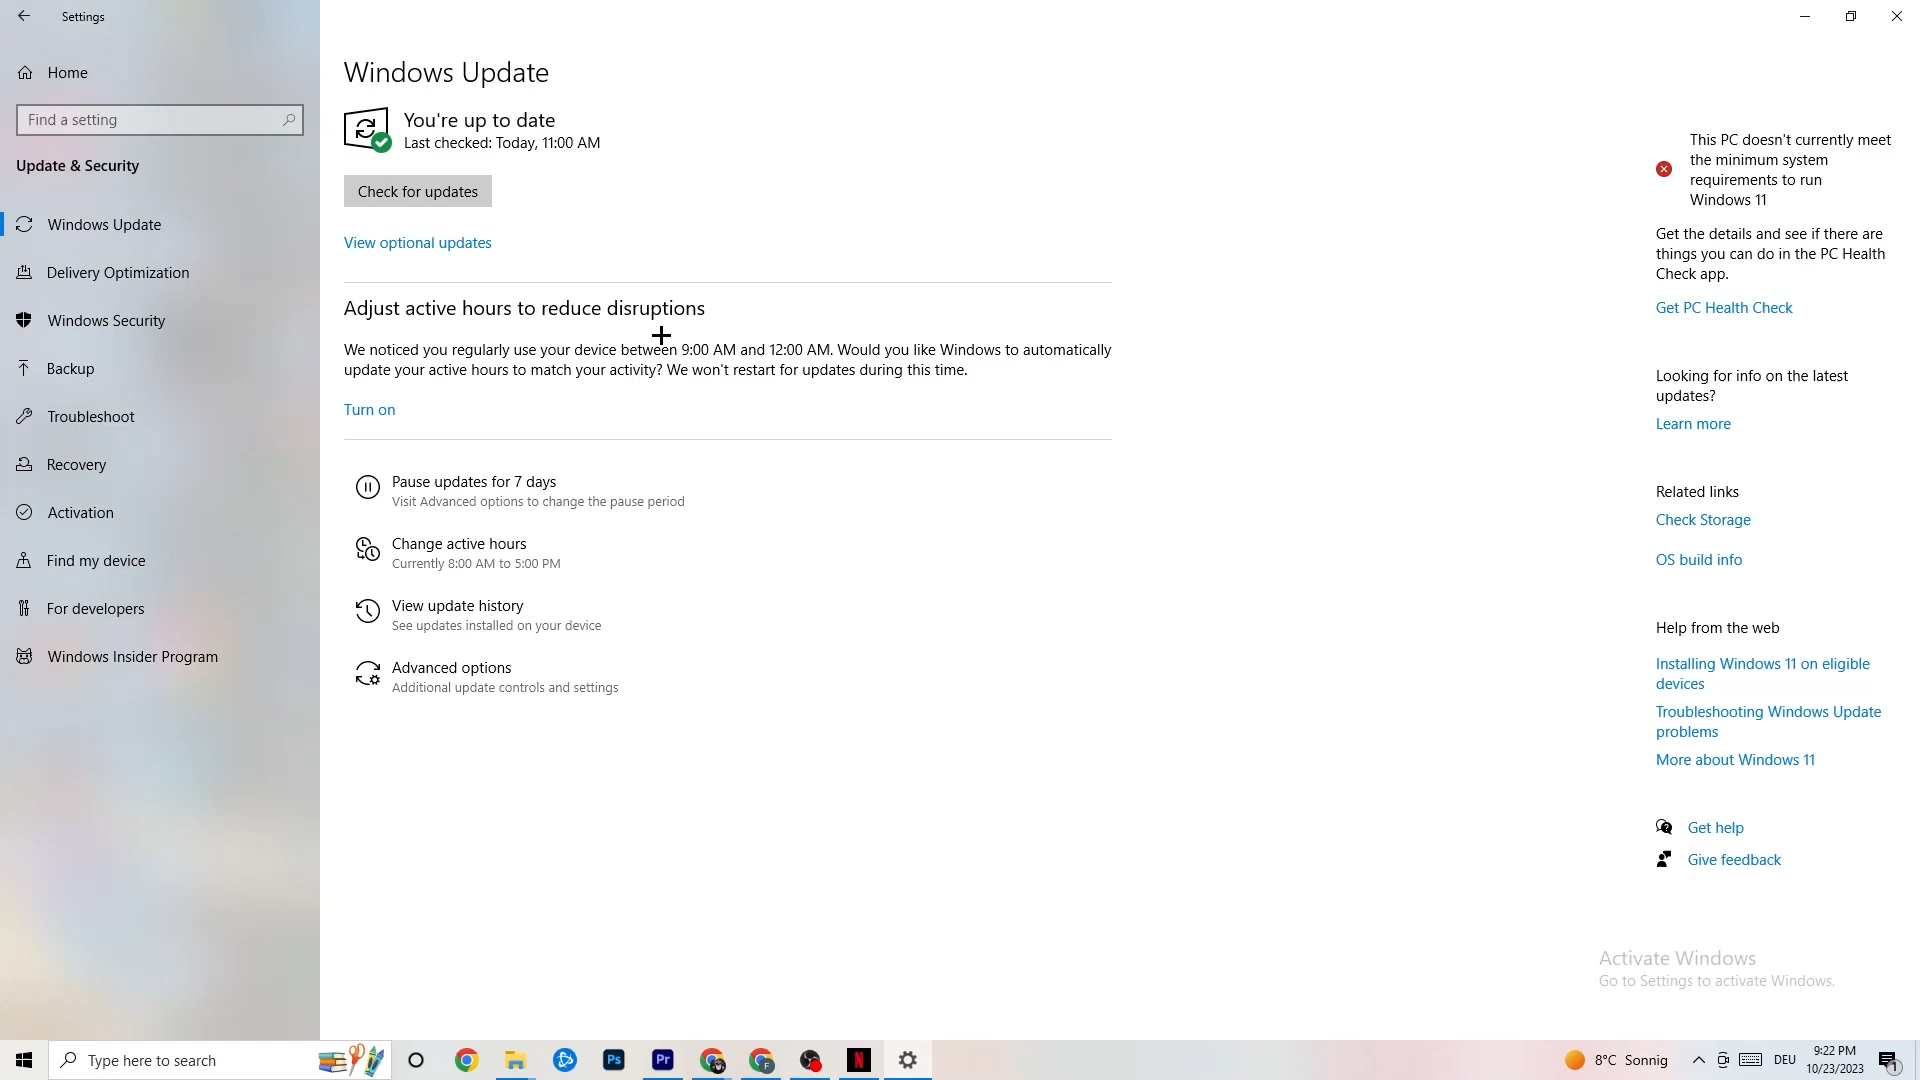 Settings
Home
Find a setting
Update & Security
Windows Update
Delivery Optimization
Windows Security
Backup
Troubleshoot
Recovery
Activation
Find my device
For developers
Windows Insider Program
Windows Update
You're up to date
Last checked: Today, 11:00 AM
Check for updates
View optional updates
Adjust active hours to reduce disruptions
We noticed you regularly use your device between 9:00 AM and 12:00 AM. Would you like Windows to automatically
update your active hours to match your activity? We won't restart for updates during this time.
Turn on
Pause updates for 7 days
Visit Advanced options to change the pause period
Change active hours
Currently 8:00 AM to 5:00 PM
View update history
See updates installed on your device
Advanced options
Additional update controls and settings
This PC doesn't currently meet
the minimum system
requirements to run
Windows 11
Get the details and see if there are
things you can do in the PC Health
Check app.
Get PC Health Check
Looking for info on the latest
updates?
Learn more
Related links
Check Storage
OS build info
Help from the web
Installing Windows 11 on eligible
devices
Troubleshooting Windows Update
problems
More about Windows 11
Get help
Give feedback
Activate Windows
Go to Settings to activate Windows.
Type here to search
Ps
Pr
F
N
8°C Sonnig
DEU
9:22 PM
10/23/2023
1